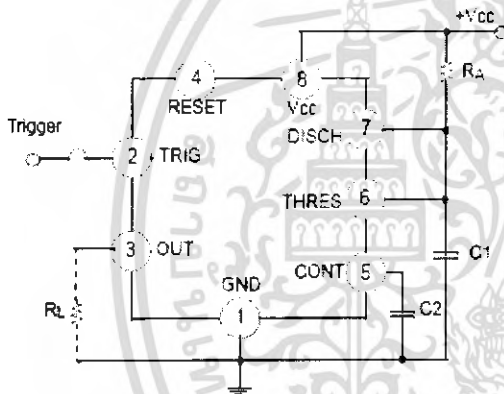 +Vcc
4
8
RA
RESET
Vcc
Trigger
DISCH
7
2
TRIG
THRES
6
3
OUT
C1
GND
CONT
5
RL
1
C2